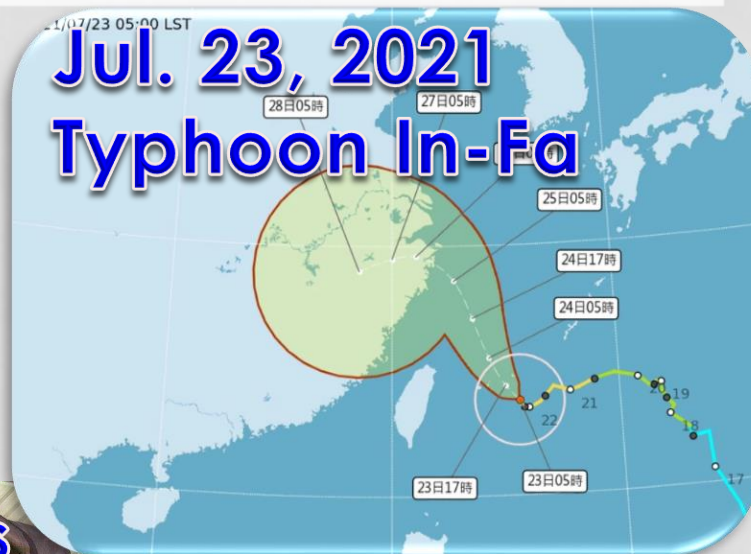 /07/23 05:00 LST
Jul. 23, 2021
Typhoon In-Fa
28日05時
27日05時
25日05時
24日17時
24日05時
21
22
19
18
17
23日17時
23日05時
s